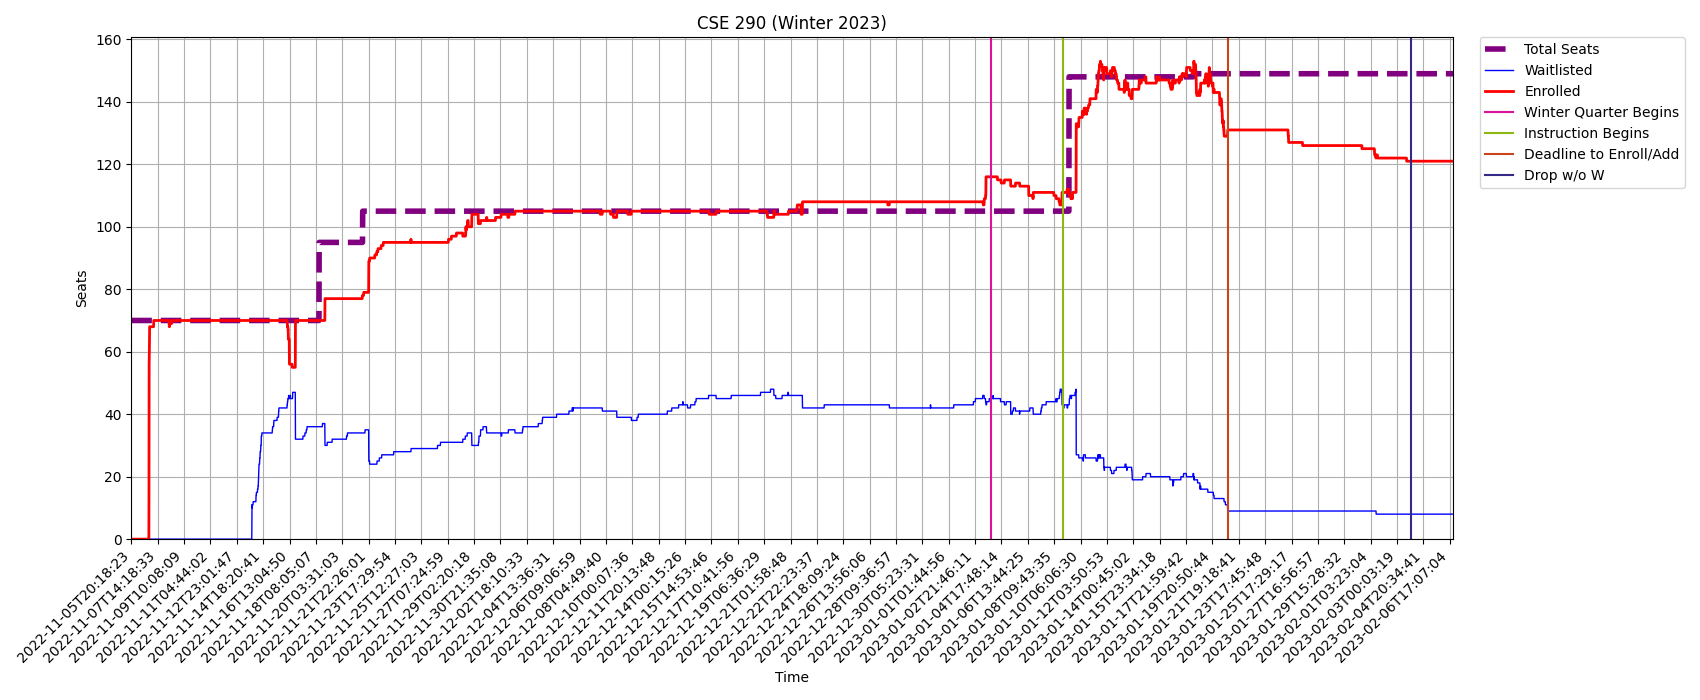 CSE 290 (Winter 2023)
160
140
120
100
80
60
40
20
0
Seats
Total Seats
Waitlisted
Enrolled
Winter Quarter Begins
Instruction Begins
Deadline to Enroll/Add
Drop w/o W
2022-11-05T20:18:23
2022-11-07T14:18:33
2022-11-09T10:08:09
2022-11-11T04:44:02
2022-11-12T23:01:47
2022-11-14T18:20:41
2022-11-16T13:04:50
2022-11-18T08:05:07
2022-11-20T03:31:03
2022-11-21T22:26:01
2022-11-23T17:29:54
2022-11-25T12:27:03
2022-11-27T07:24:59
2022-11-29T02:20:18
2022-11-30T21:35:08
2022-12-02T18:10:33
2022-12-04T13:36:31
2022-12-06T09:06:59
2022-12-08T04:49:40
2022-12-10T00:07:36
2022-12-11T20:13:48
2022-12-14T00:15:26
2022-12-15T14:53:46
2022-12-17T10:41:56
2022-12-19T06:36:29
2022-12-21T01:58:48
2022-12-22T22:23:37
2022-12-24T18:09:24
2022-12-26T13:56:06
2022-12-28T09:36:57
2022-12-30T05:23:31
2023-01-01T01:44:56
2023-01-02T21:46:11
2023-01-04T17:48:14
2023-01-06T13:44:25
2023-01-08T09:43:35
2023-01-10T06:06:30
2023-01-12T03:50:53
2023-01-14T00:45:02
2023-01-15T22:34:18
2023-01-17T21:59:42
2023-01-19T20:50:44
2023-01-21T19:18:41
2023-01-23T17:45:48
2023-01-25T17:29:17
2023-01-27T16:56:57
2023-01-29T15:28:32
2023-02-01T03:23:04
2023-02-03T00:03:19
2023-02-04T20:34:41
2023-02-06T17:07:04
Time